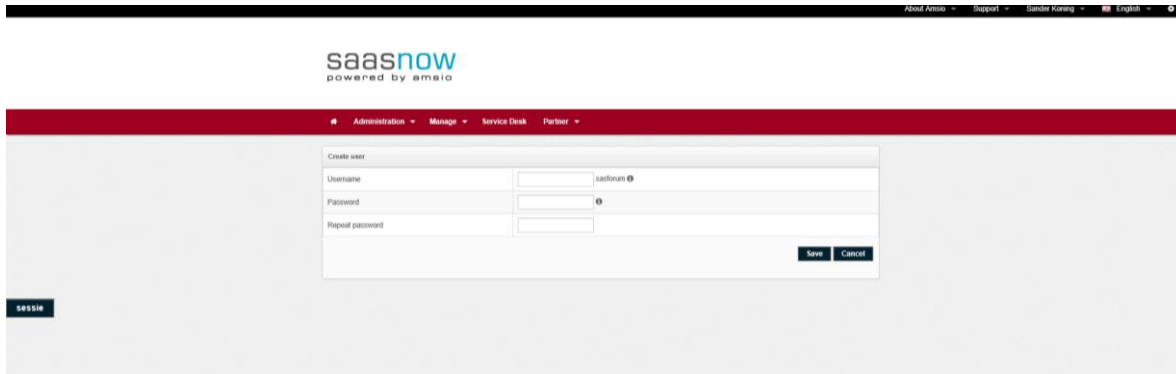 About Amsio Support Sander Koning English
saasnow
powered by amsio
Administration Manage Service Desk Partner
Create user
Username sasforum
Password
Repeat password
Save Cancel
sessie